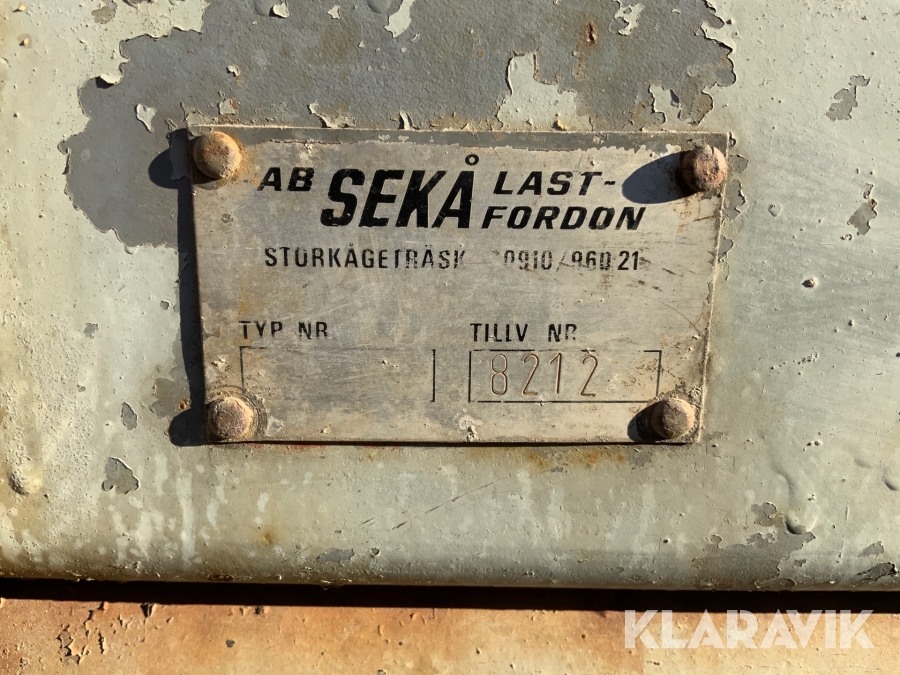 AB SEKÅ LAST-
FORDON
STORKÅGETRÄSK 0910/960 21
TYP NR TILLV NR
8212
KLARAVIK